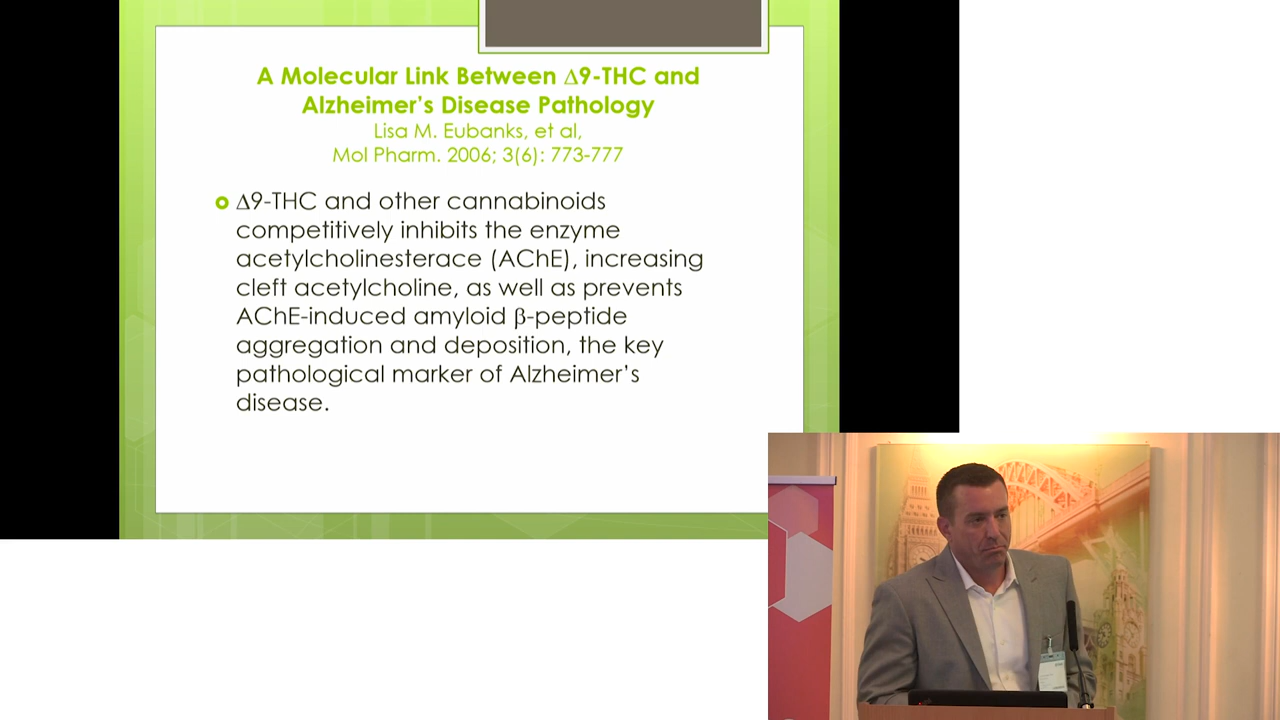 A Molecular Link Between Δ9-THC and
Alzheimer's Disease Pathology
Lisa M. Eubanks, et al,
Mol Pharm. 2006; 3(6): 773-777
Δ9-THC and other cannabinoids
competitively inhibits the enzyme
acetylcholinesterace (AChE), increasing
cleft acetylcholine, as well as prevents
AChE-induced amyloid β-peptide
aggregation and deposition, the key
pathological marker of Alzheimer's
disease.